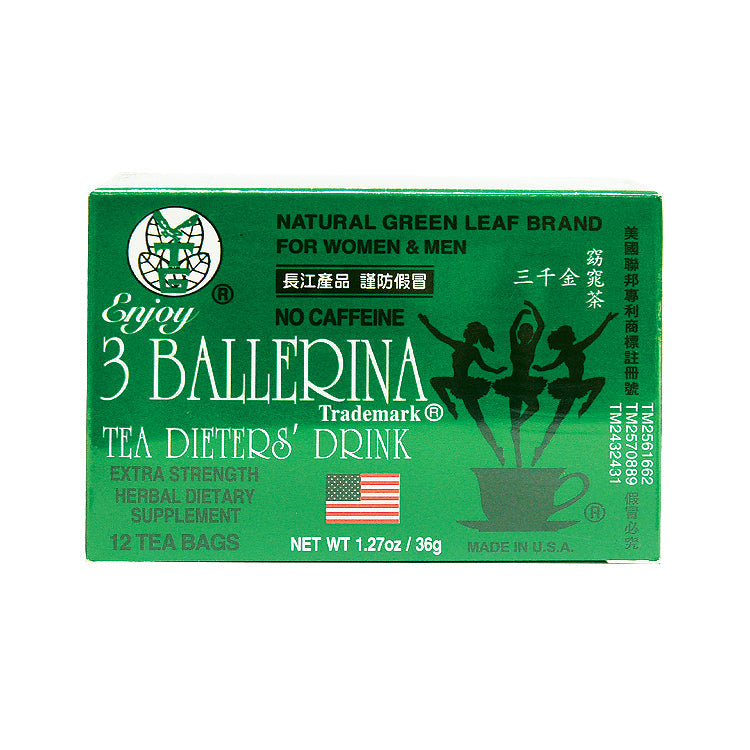 NATURAL GREEN LEAF BRAND
FOR WOMEN & MEN
長江產品 謹防假冒
NO CAFFEINE
Enjoy ®
3 BALLERINA
Trademark ®
TEA DIETERS' DRINK
EXTRA STRENGTH
HERBAL DIETARY
SUPPLEMENT
12 TEA BAGS
NET WT 1.27oz / 36g
MADE IN U.S.A.
®
三千金
窈窕茶
美國聯邦專利商標註冊號
TM2561662
TM2570889
TM2432431
假冒必究